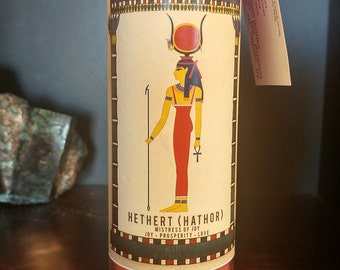 HETHERT (HATHOR)
MISTRESS OF JOY
JOY • PROSPERITY • LOVE